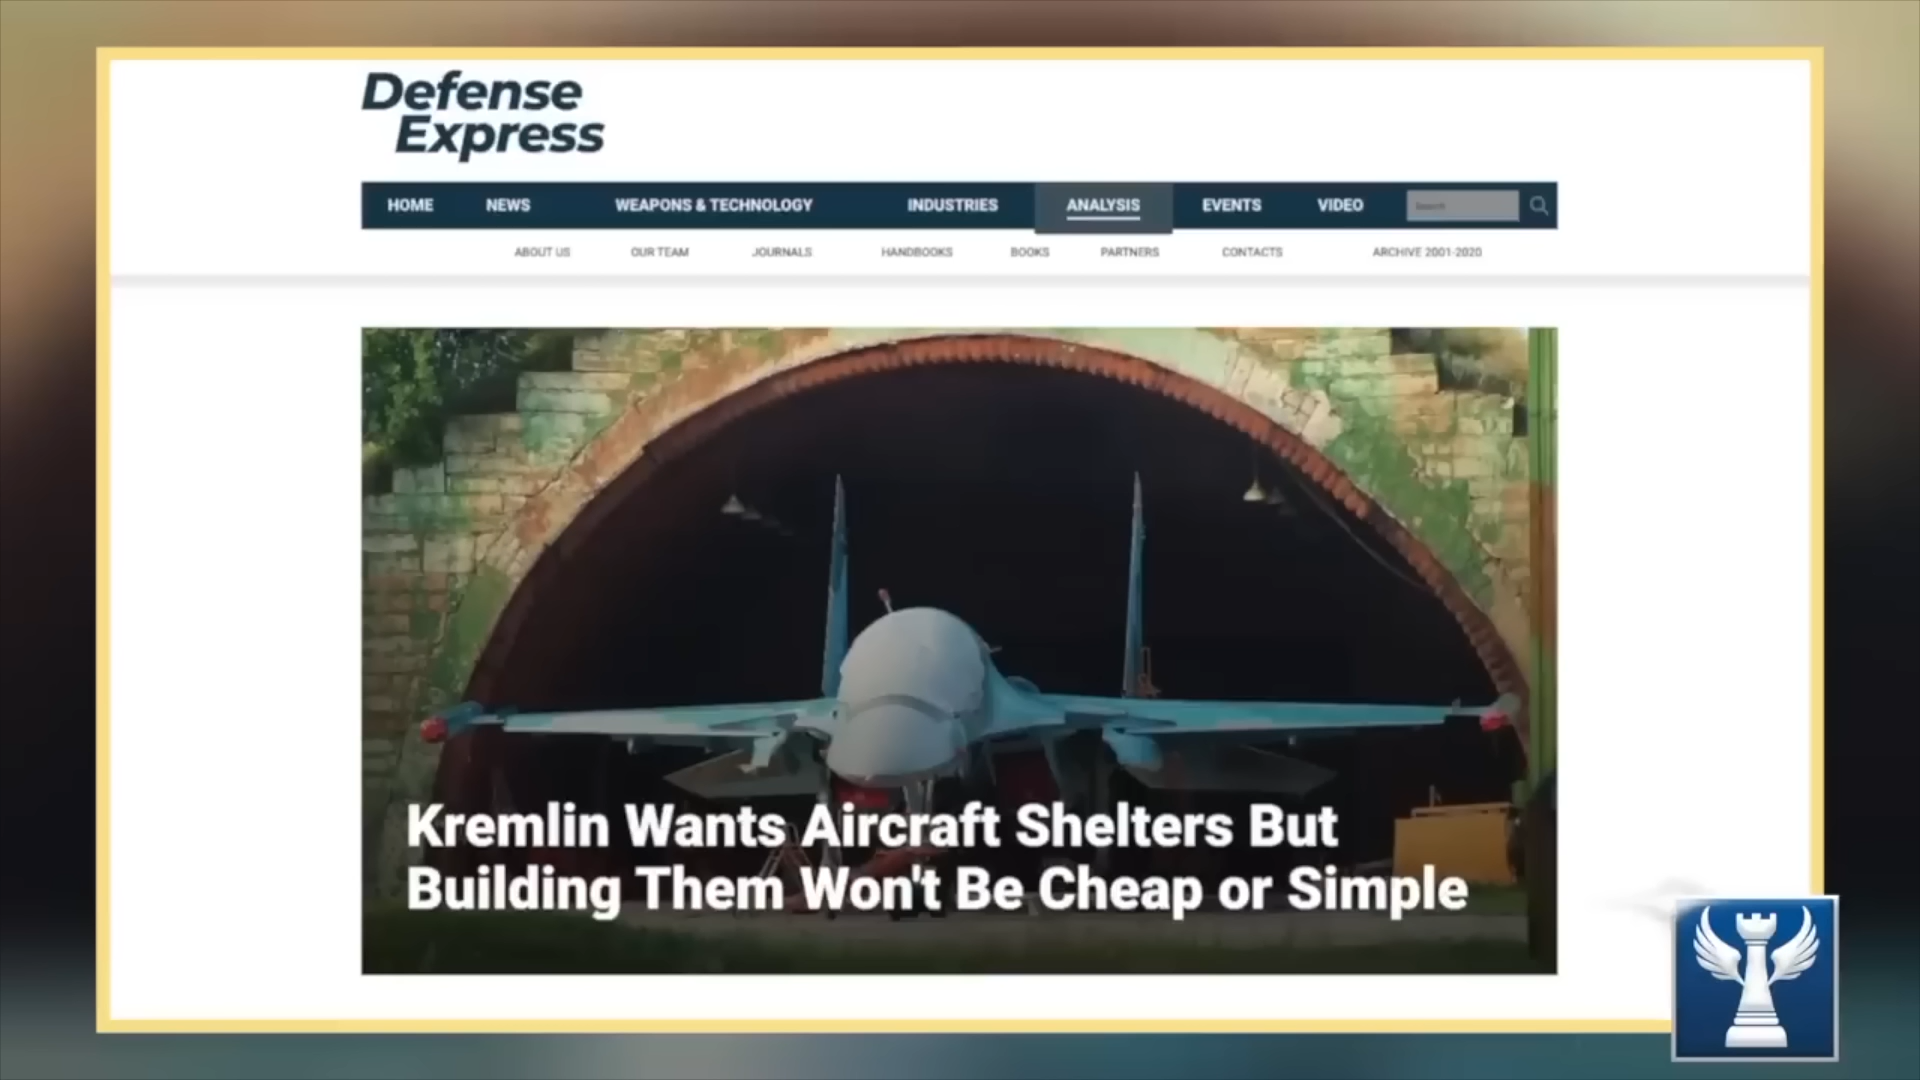 Defense
Express
HOME NEWS WEAPONS & TECHNOLOGY INDUSTRIES ANALYSIS EVENTS VIDEO Search
ABOUT US OUR TEAM JOURNALS HANDBOOKS BOOKS PARTNERS CONTACTS ARCHIVE 2001-2020
Kremlin Wants Aircraft Shelters But
Building Them Won't Be Cheap or Simple